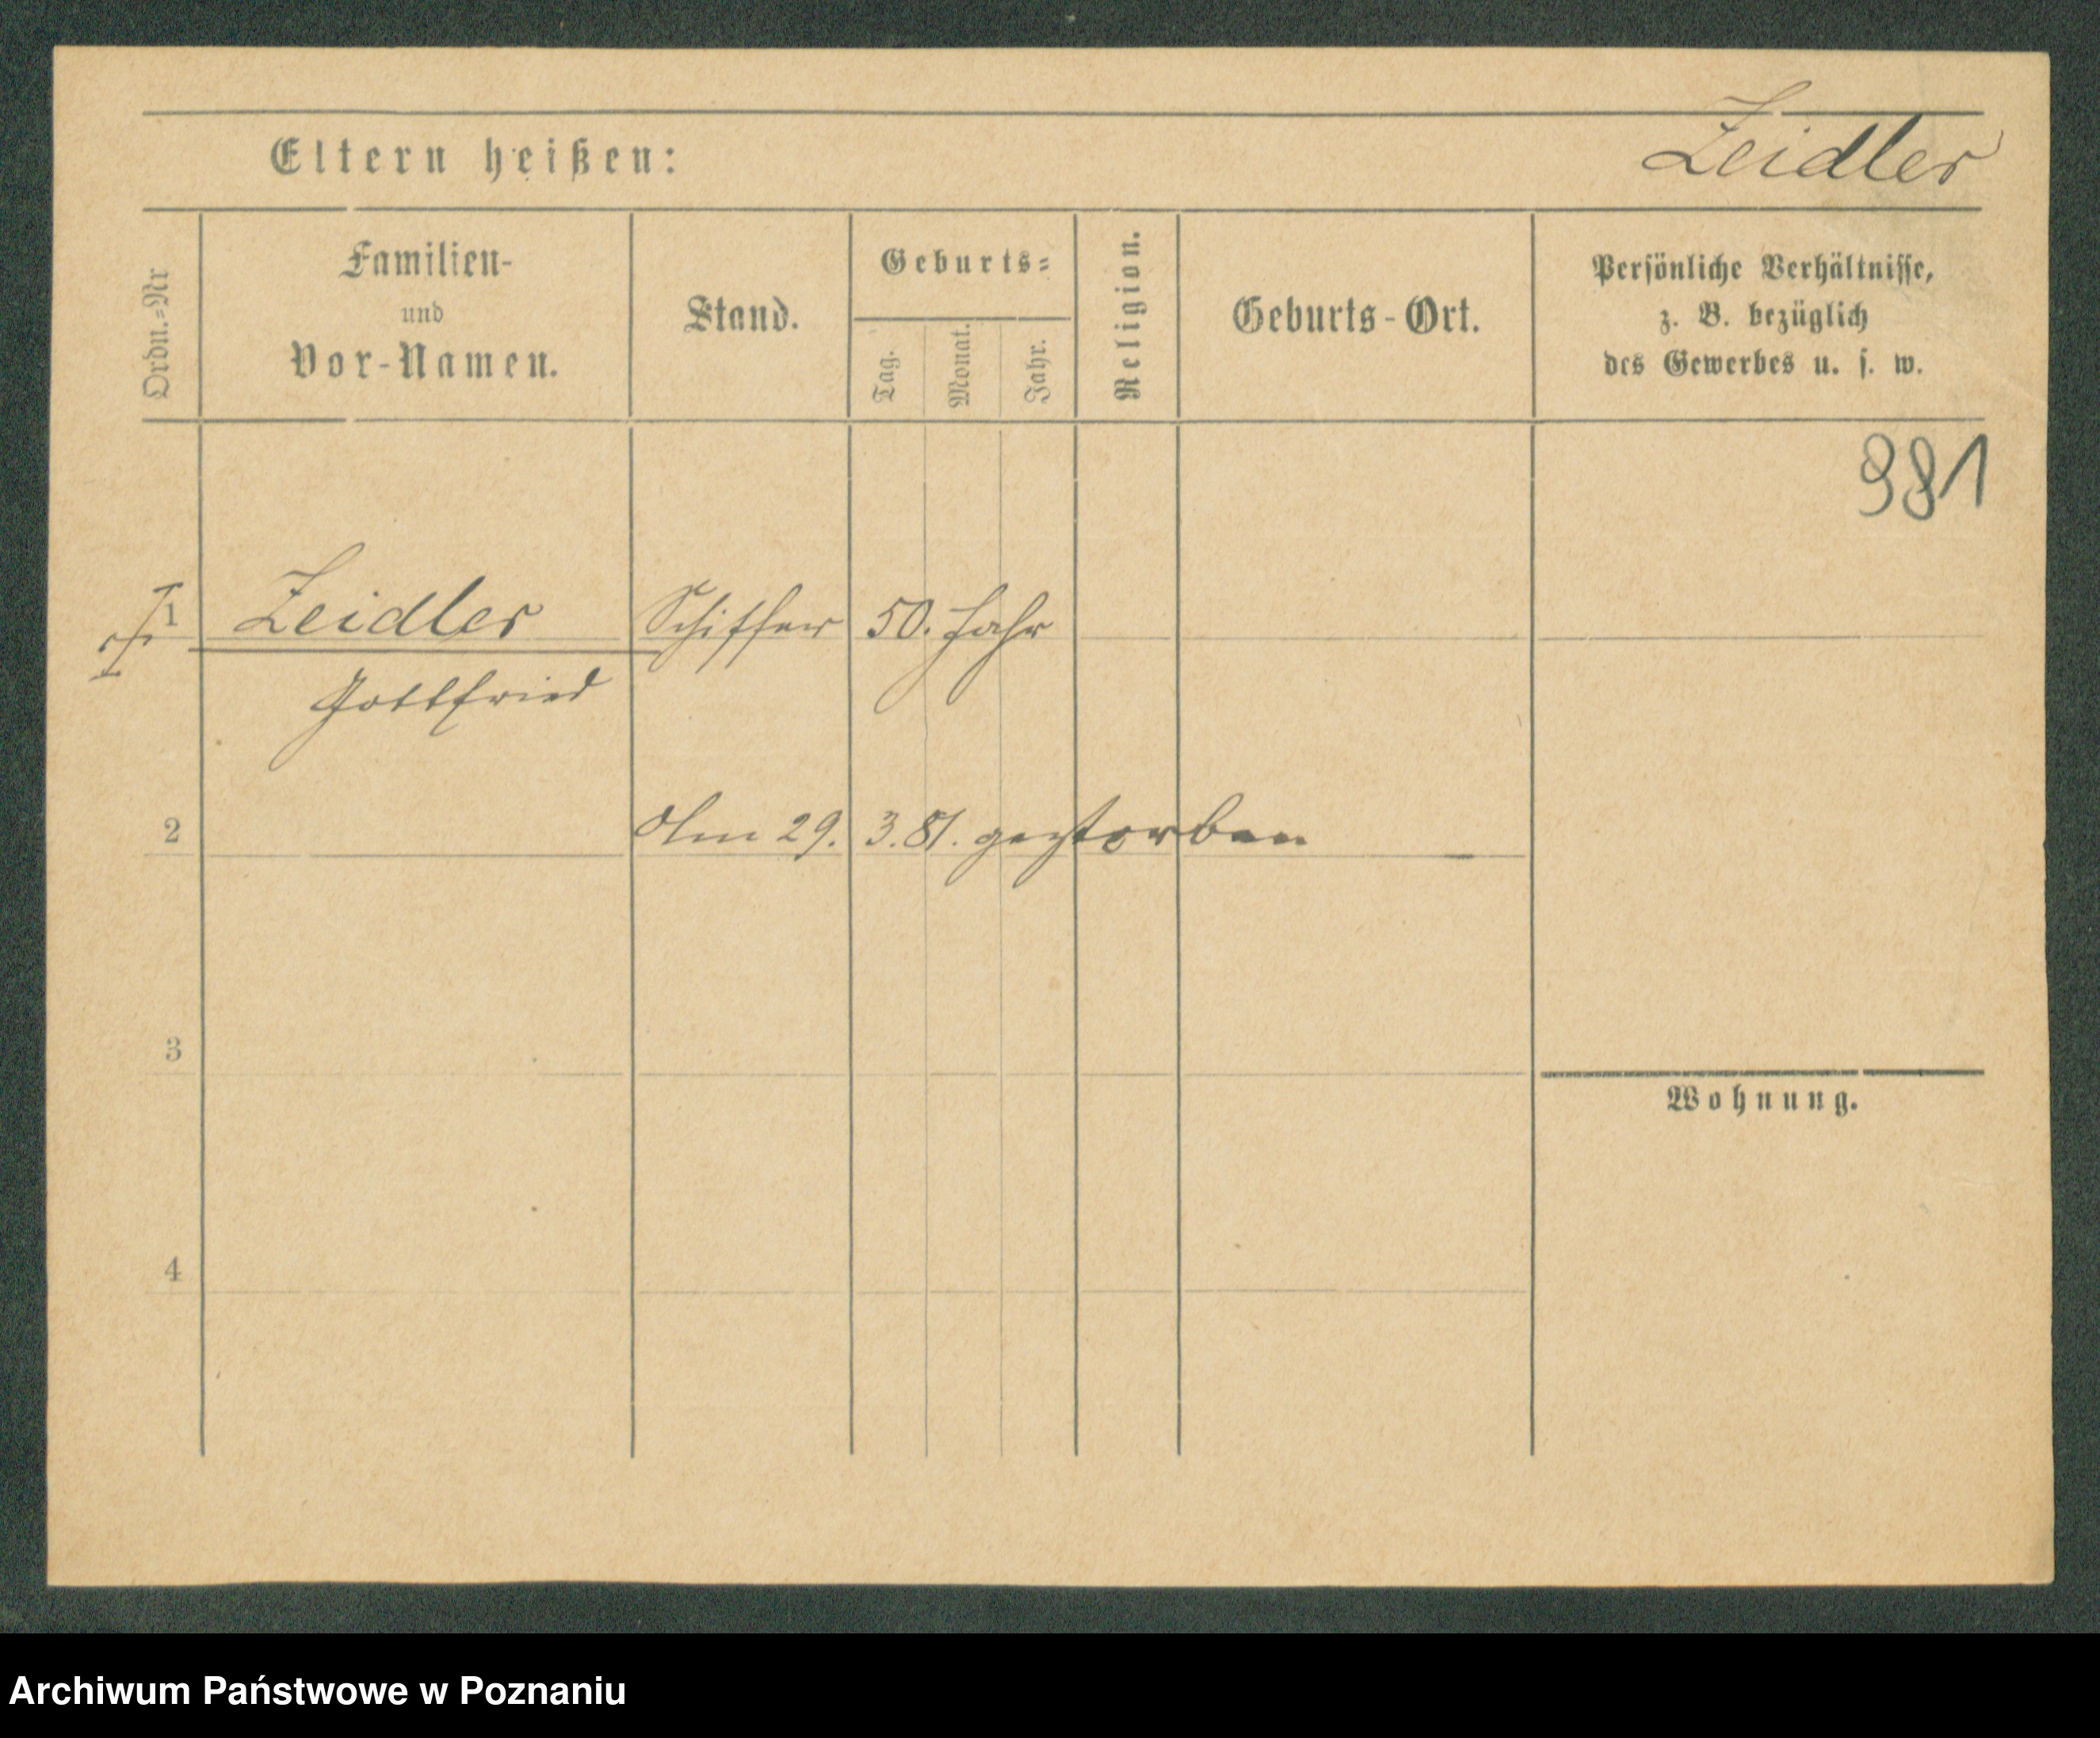 Zeidler
Eltern heißen:
Ordn.=Nr
Familien-
und
Vor-Namen.
Stand.
Geburts=
Tag.
Monat.
Jahr.
Religion.
Geburts-Ort.
Persönliche Verhältnisse,
z. B. bezüglich
des Gewerbes u. s. w.
981
1 Zeidler Schiffer 50. Jahr
Gottfried
2 Am 29. 3. 81. gestorben
3
Wohnung.
4
Archiwum Państwowe w Poznaniu